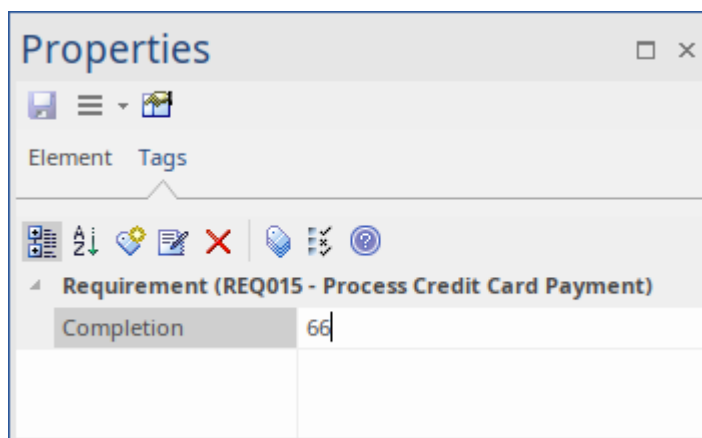 Properties
Element Tags
Requirement (REQ015 - Process Credit Card Payment)
Completion 66